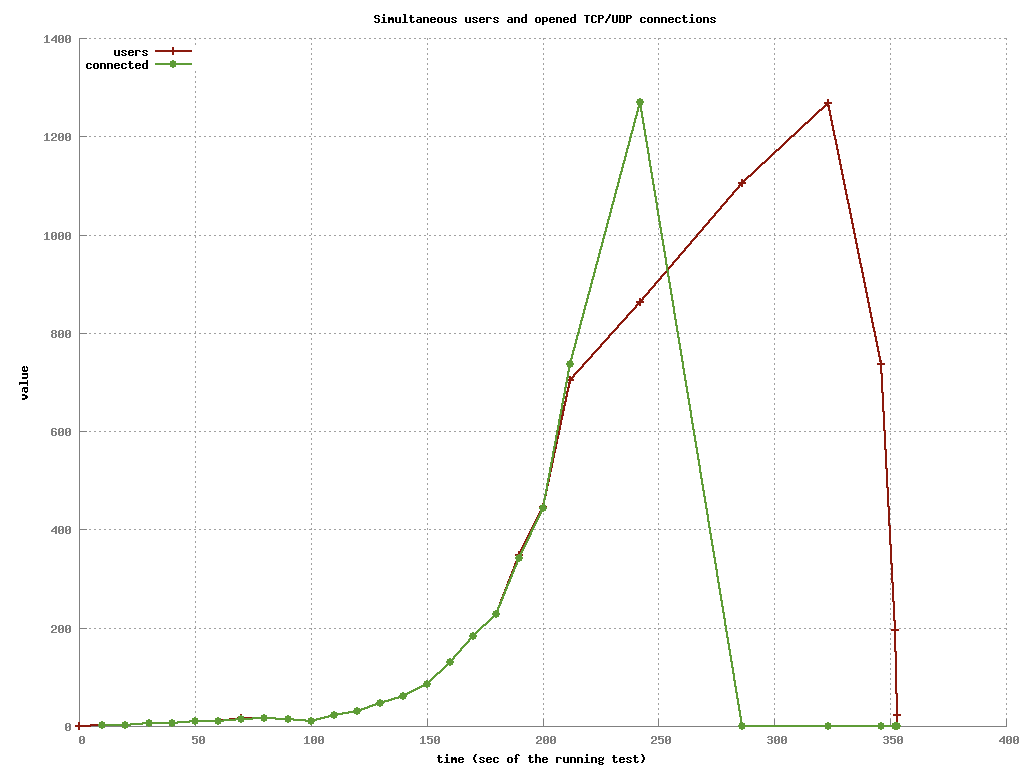 Simultaneous users and opened TCP/UDP connections
1400
users
connected
1200
1000
800
value
600
400
200
0
0 50 100 150 200 250 300 350 400
time (sec of the running test)